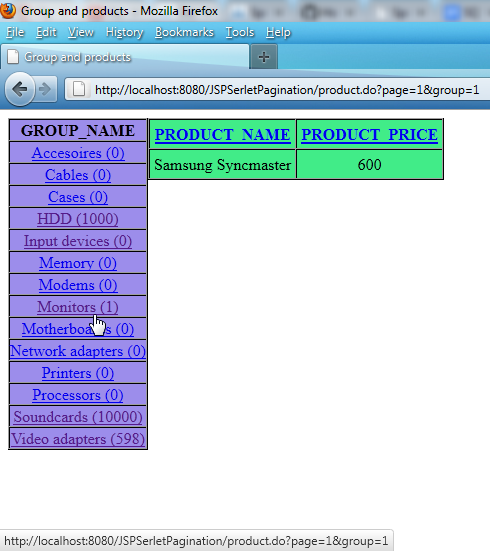 Group and products - Mozilla Firefox
File Edit View History Bookmarks Tools Help
Group and products
http://localhost:8080/JSPSerletPagination/product.do?page=1&group=1
GROUP_NAME
Accesoires (0)
Cables (0)
Cases (0)
HDD (1000)
Input devices (0)
Memory (0)
Modems (0)
Monitors (1)
Motherboards (0)
Network adapters (0)
Printers (0)
Processors (0)
Soundcards (10000)
Video adapters (598)
PRODUCT_NAME PRODUCT_PRICE
Samsung Syncmaster 600
http://localhost:8080/JSPSerletPagination/product.do?page=1&group=1